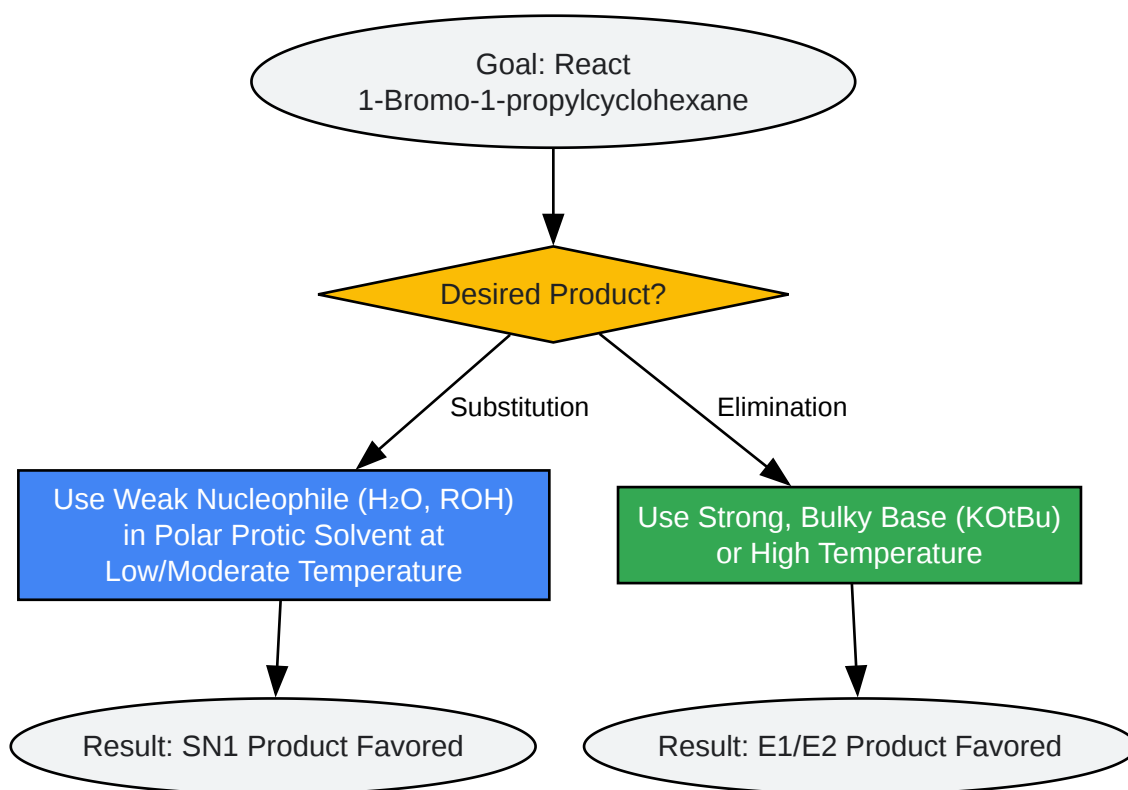 Goal: React
1-Bromo-1-propylcyclohexane
Desired Product?
Substitution
Elimination
Use Weak Nucleophile (H₂O, ROH)
in Polar Protic Solvent at
Low/Moderate Temperature
Use Strong, Bulky Base (KOtBu)
or High Temperature
Result: SN1 Product Favored
Result: E1/E2 Product Favored